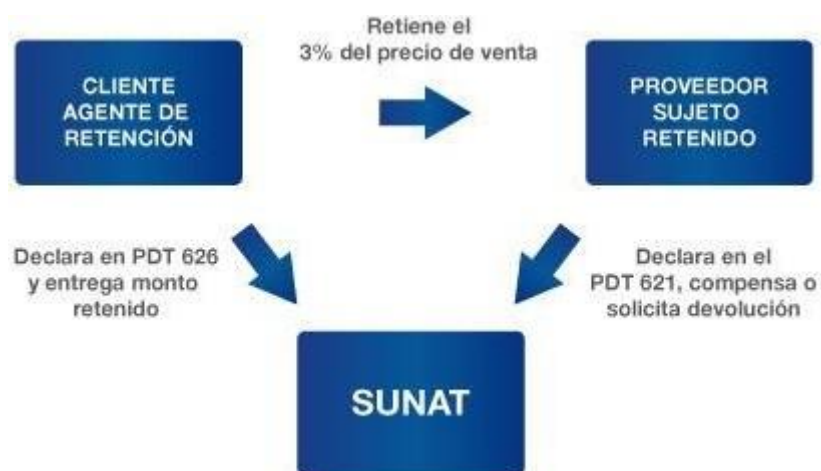 Retiene el
3% del precio de venta
CLIENTE
AGENTE DE
RETENCIÓN
PROVEEDOR
SUJETO
RETENIDO
Declara en PDT 626
y entrega monto
retenido
Declara en el
PDT 621, compensa o
solicita devolución
SUNAT